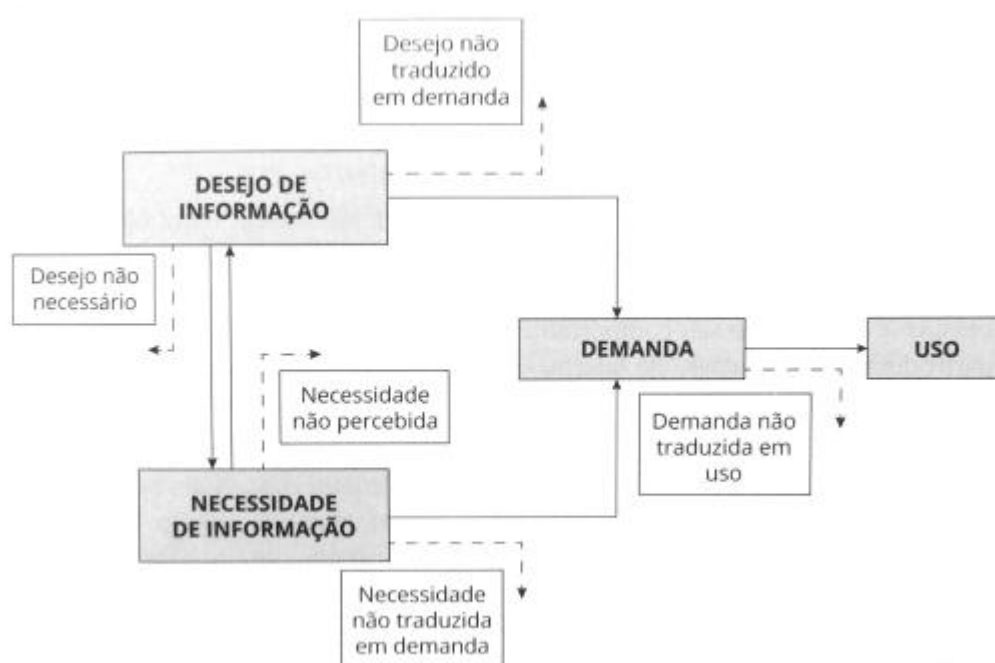 Desejo não
traduzido
em demanda
DESEJO DE
INFORMAÇÃO
Desejo não
necessário
DEMANDA
USO
Necessidade
não percebida
Demanda não
traduzida em
uso
NECESSIDADE
DE INFORMAÇÃO
Necessidade
não traduzida
em demanda